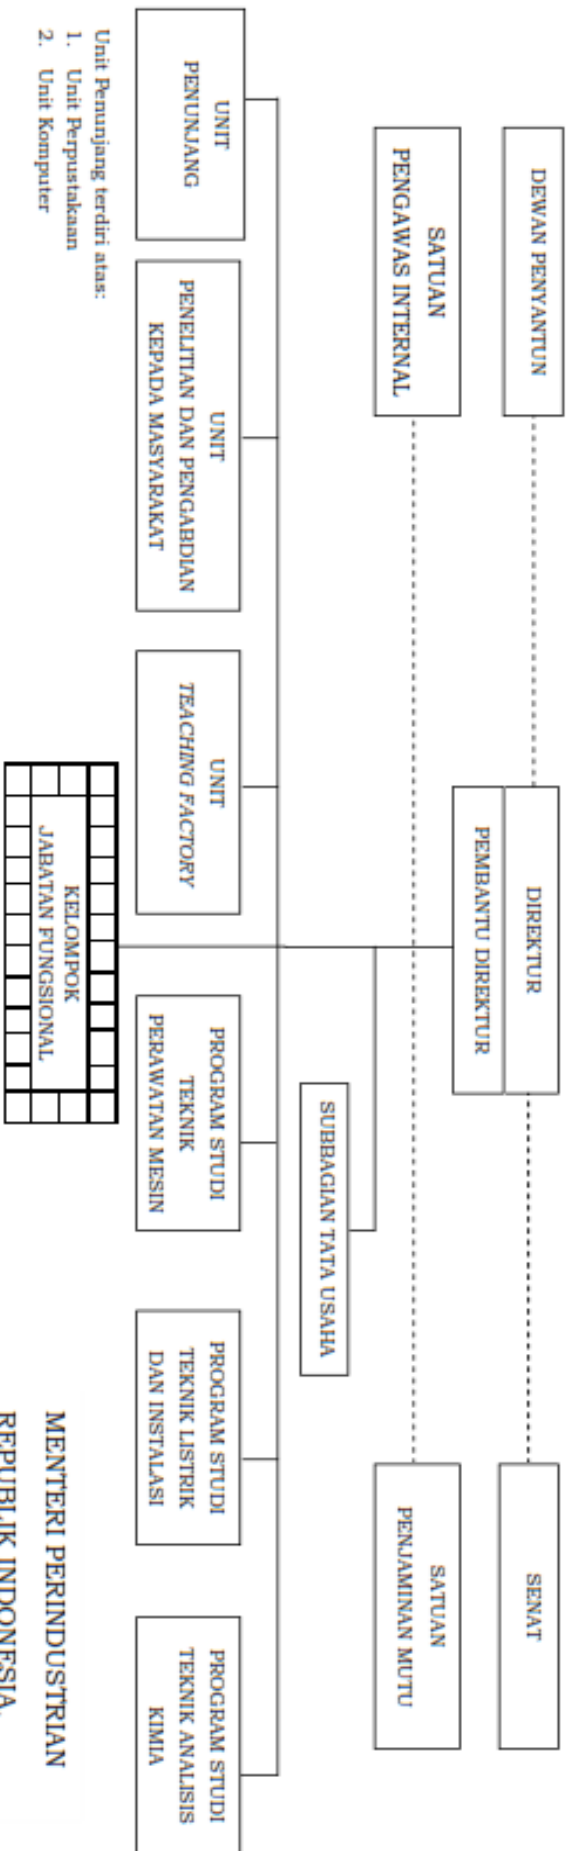 DEWAN PENYANTUN
DIREKTUR
PEMBANTU DIREKTUR
SENAT
SATUAN
PENGAWAS INTERNAL
SATUAN
PENJAMINAN MUTU
SUBBAGIAN TATA USAHA
UNIT
PENUNJANG
UNIT
PENELITIAN DAN PENGABDIAN
KEPADA MASYARAKAT
UNIT
TEACHING FACTORY
PROGRAM STUDI
TEKNIK
PERAWATAN MESIN
PROGRAM STUDI
TEKNIK LISTRIK
DAN INSTALASI
PROGRAM STUDI
TEKNIK ANALISIS
KIMIA
Unit Penunjang terdiri atas:
1. Unit Perpustakaan
2. Unit Komputer
KELOMPOK
JABATAN FUNGSIONAL
MENTERI PERINDUSTRIAN
REPUBLIK INDONESIA,